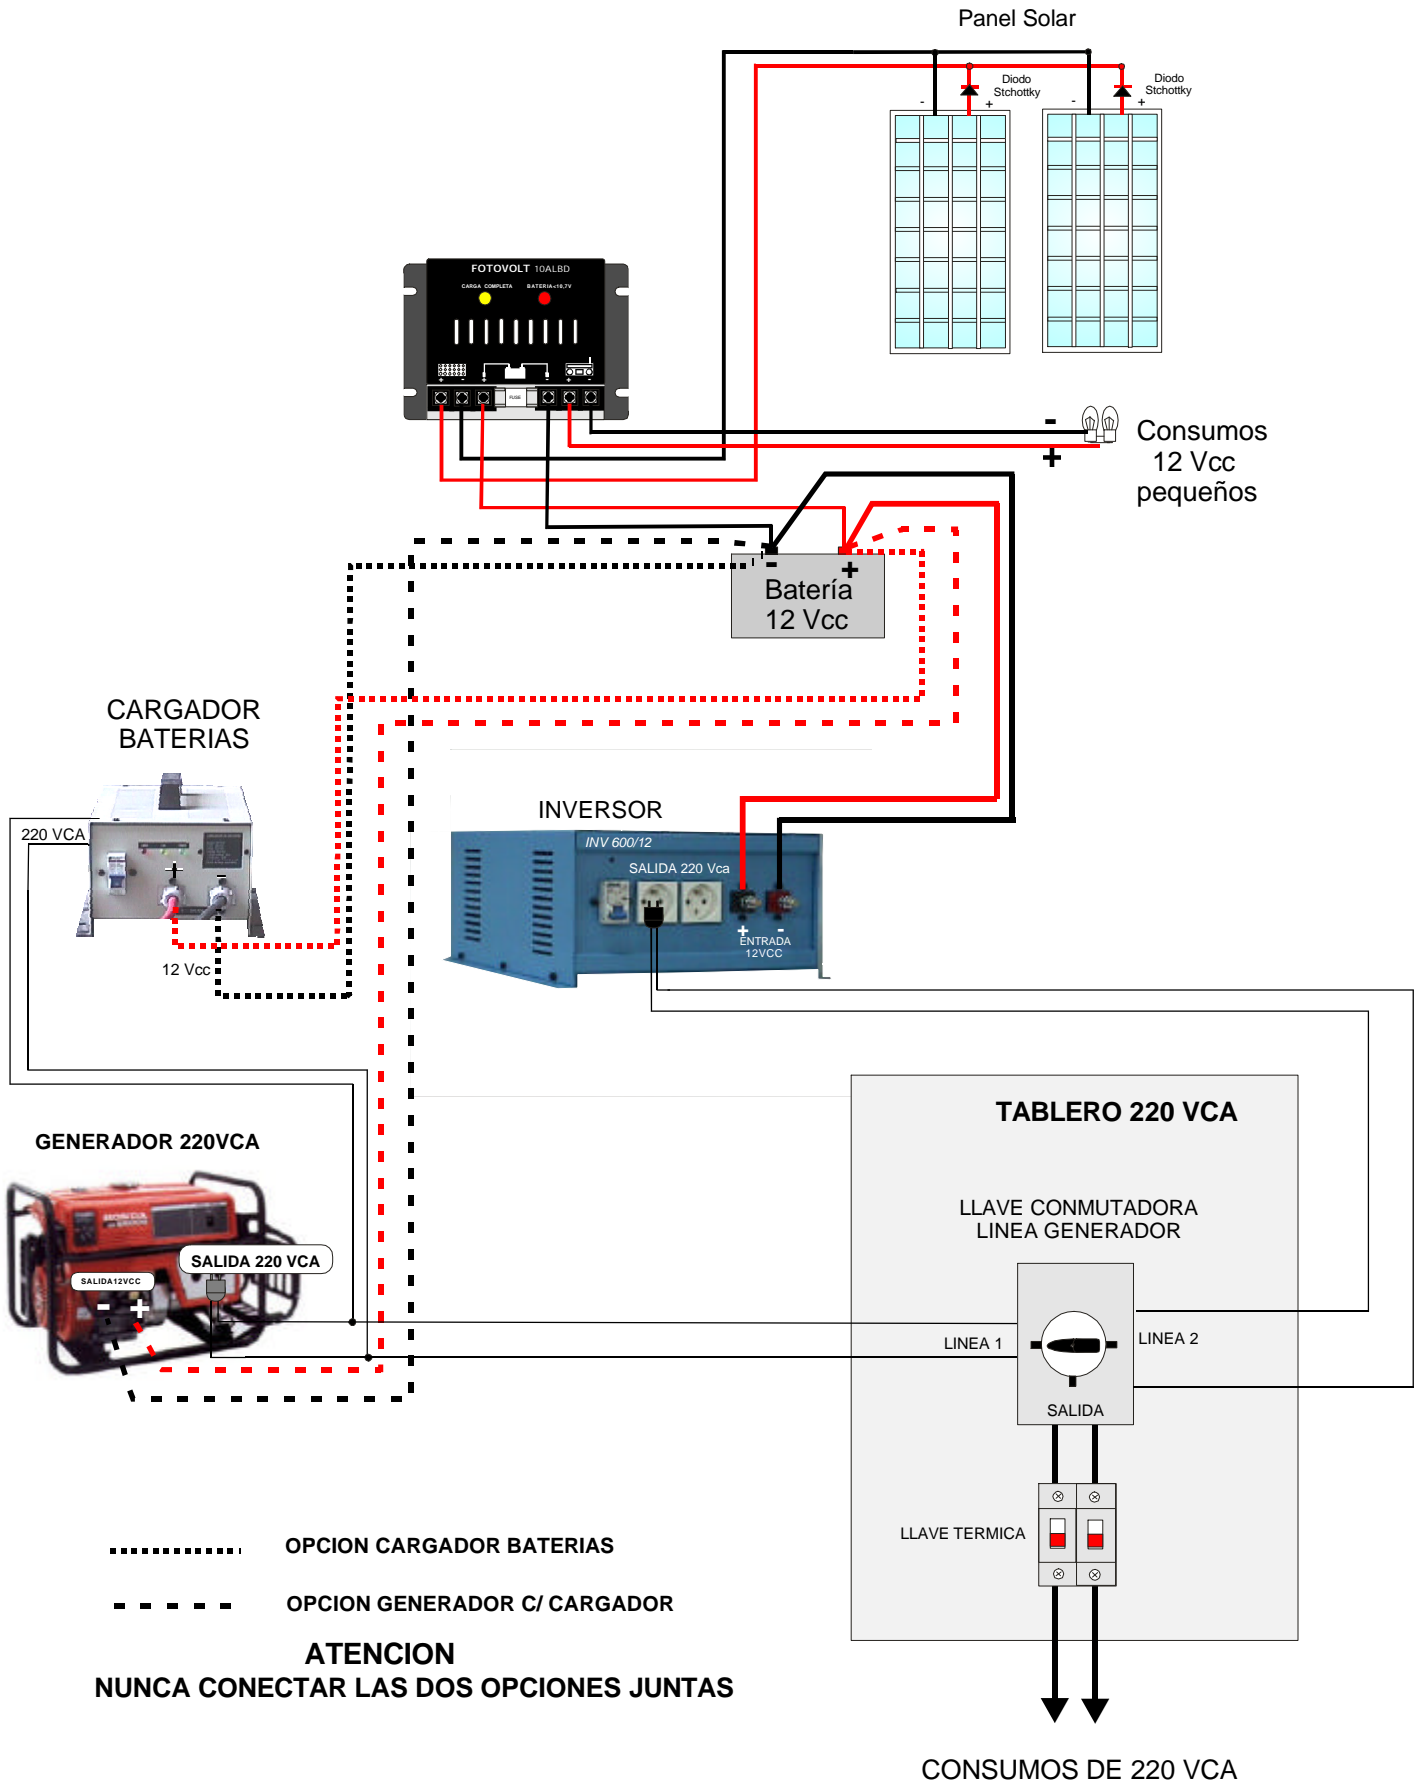 Panel Solar
Diodo
Stchottky
Diodo
Stchottky
-
+
-
+
FOTOVOLT 10ALBD
CARGA COMPLETA
BATERIA<10,7V
+
-
+
-
+
-
FUSE
-
+
Consumos
12 Vcc
pequeños
-
+
Batería
12 Vcc
CARGADOR
BATERIAS
220 VCA
+
-
12 Vcc
INVERSOR
INV 600/12
SALIDA 220 Vca
+
-
ENTRADA
12VCC
TABLERO 220 VCA
GENERADOR 220VCA
HONDA
SALIDA 220 VCA
SALIDA12VCC
-
+
LLAVE CONMUTADORA
LINEA GENERADOR
LINEA 1
LINEA 2
SALIDA
LLAVE TERMICA
OPCION CARGADOR BATERIAS
OPCION GENERADOR C/ CARGADOR
ATENCION
NUNCA CONECTAR LAS DOS OPCIONES JUNTAS
CONSUMOS DE 220 VCA